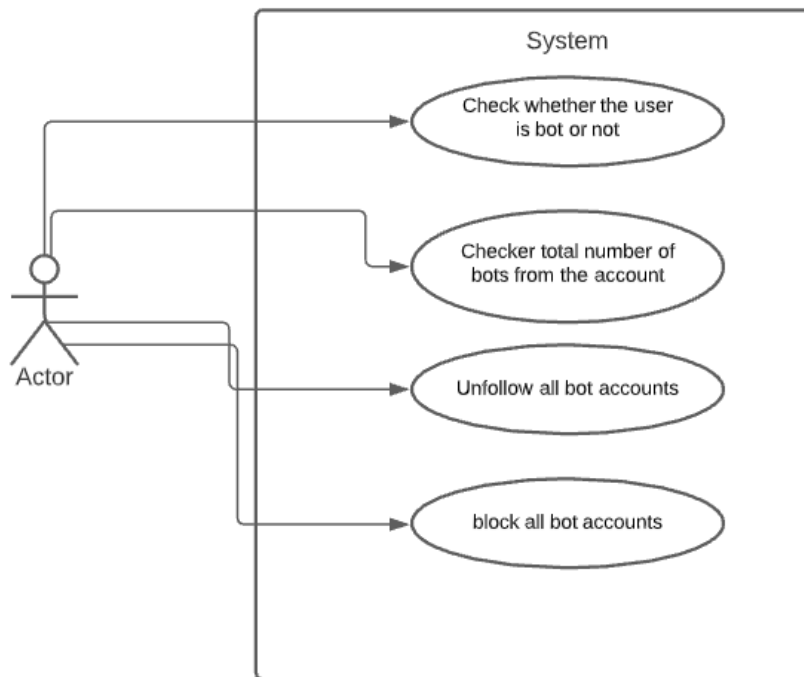 System
Check whether the user
is bot or not
Checker total number of
bots from the account
Actor
Unfollow all bot accounts
block all bot accounts